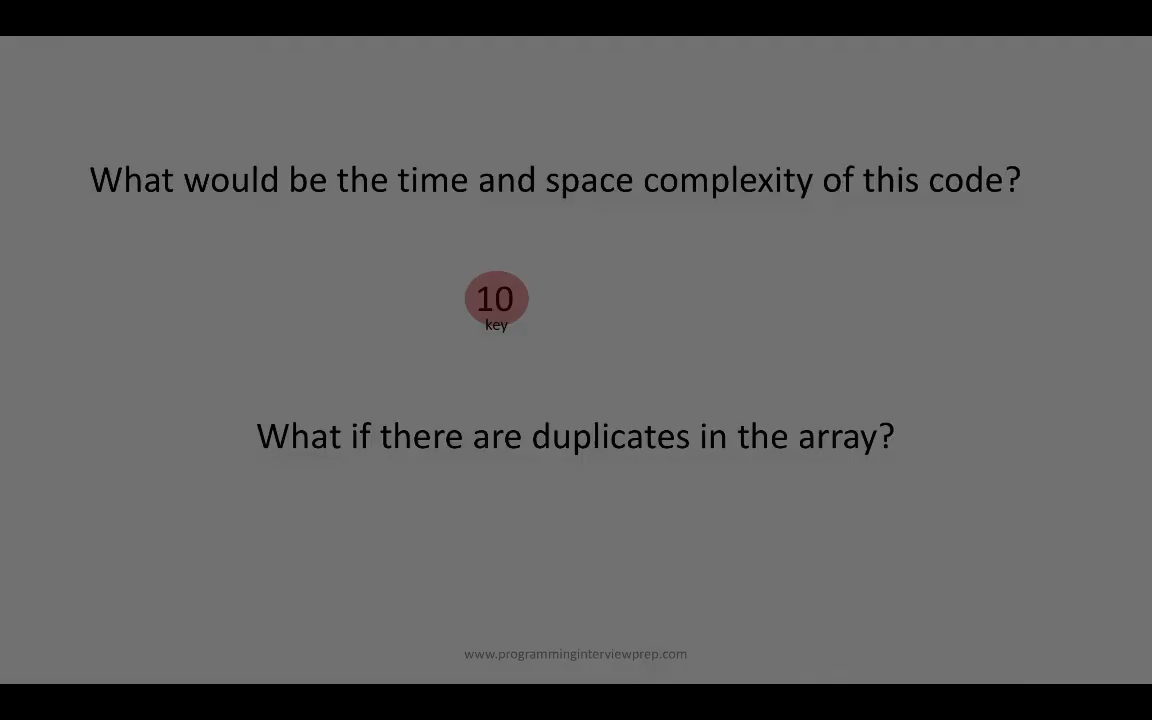 What would be the time and space complexity of this code?
10
key
What if there are duplicates in the array?
www.programminginterviewprep.com